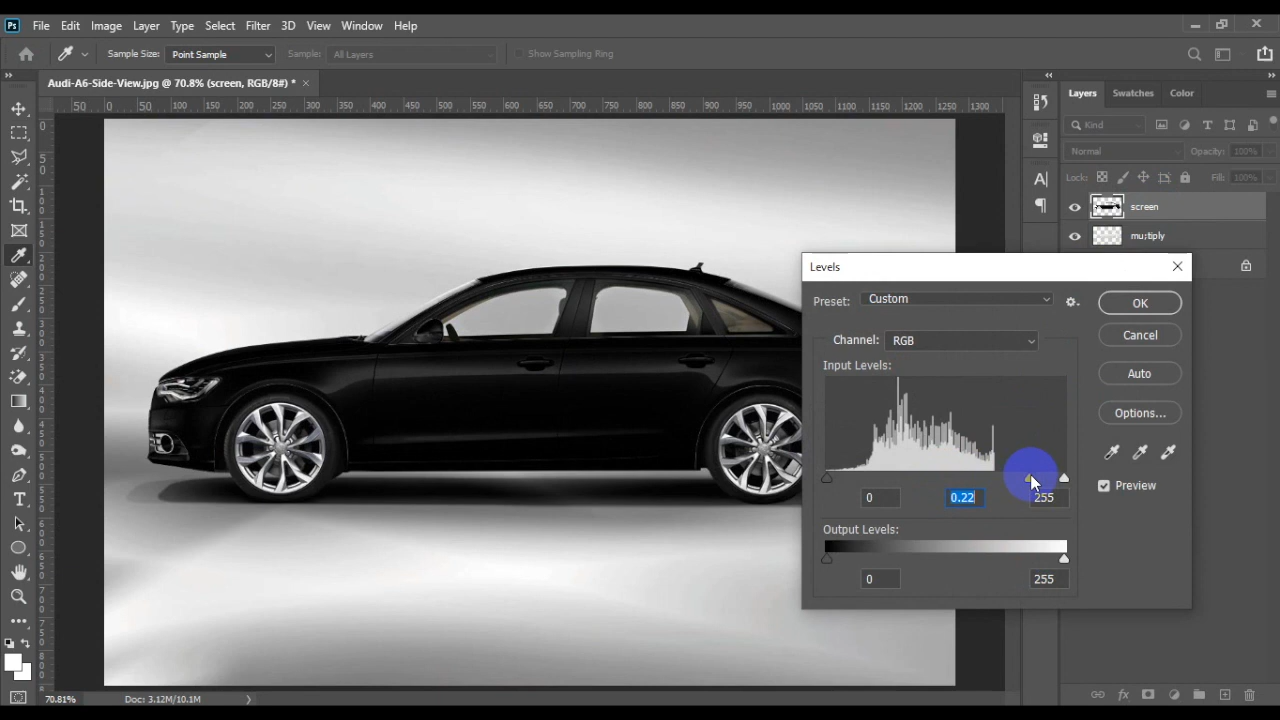 Ps File Edit Image Layer Type Select Filter 3D View Window Help
Sample Size: Point Sample Sample: All Layers Show Sampling Ring
Audi-A6-Side-View.jpg @ 70.8% (screen, RGB/8#) * ×
Layers Swatches Color
50 0 50 100 150 200 250 300 350 400 450 500 550 600 650 700 750 800 850 900 950 1000 1050 1100 1150 1200 1250 1300
Kind
Normal Opacity: 100%
Lock: Fill: 100%
screen
mu;tiply
Levels
Preset: Custom
OK
Channel: RGB
Cancel
Input Levels:
Auto
Options...
Preview
0 0.22 255
Output Levels:
0 255
70.81% Doc: 3.12M/10.1M